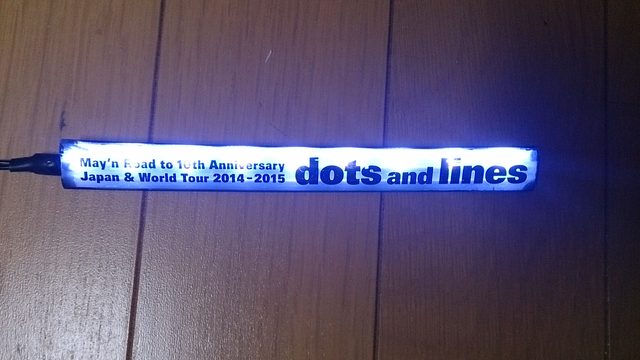 May'n Road to 10th Anniversary
Japan & World Tour 2014-2015
dots and lines